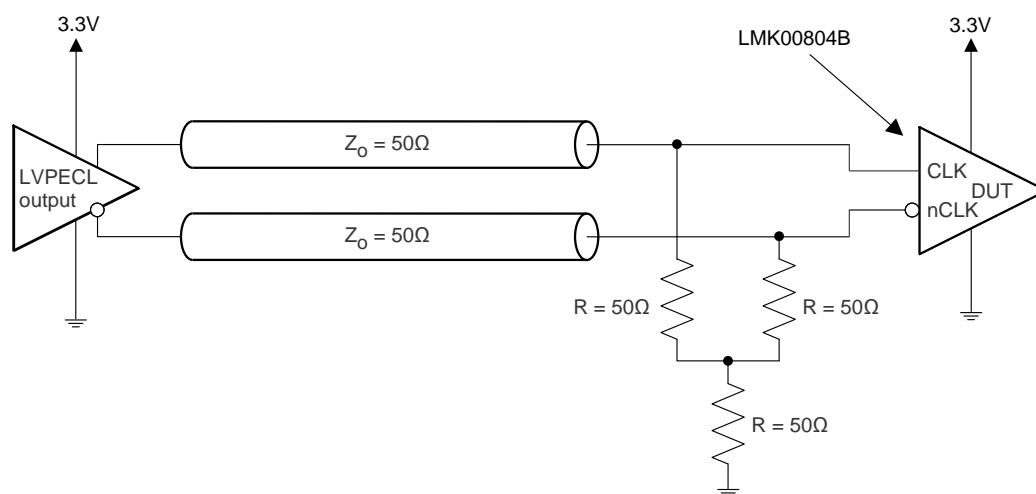 3.3V
3.3V
LMK00804B
Zo = 50Ω
LVPECL
output
CLK
DUT
nCLK
Zo = 50Ω
R = 50Ω
R = 50Ω
R = 50Ω